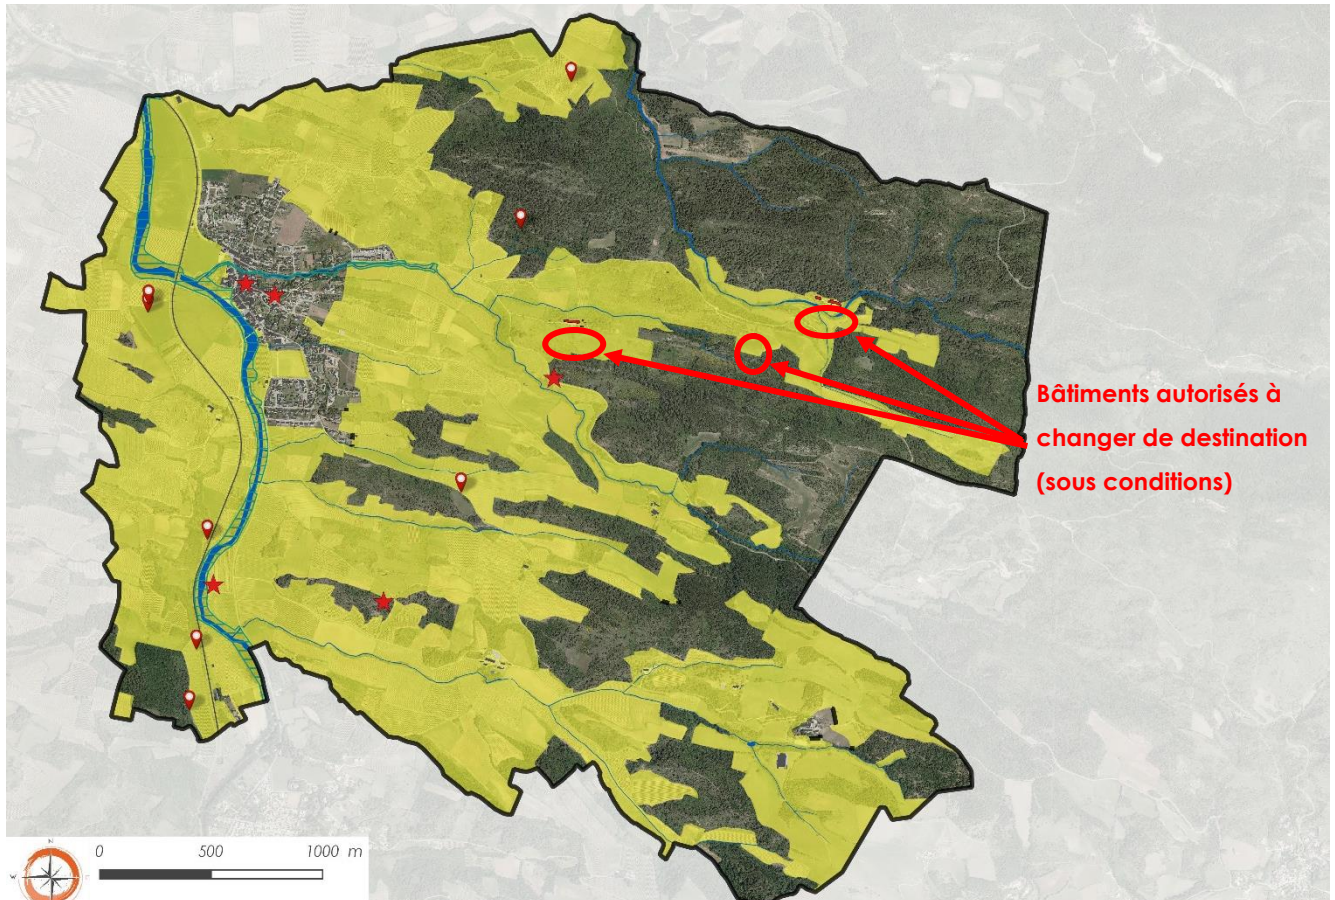 Bâtiments autorisés à
changer de destination
(sous conditions)
N
W
0 500 1000 m